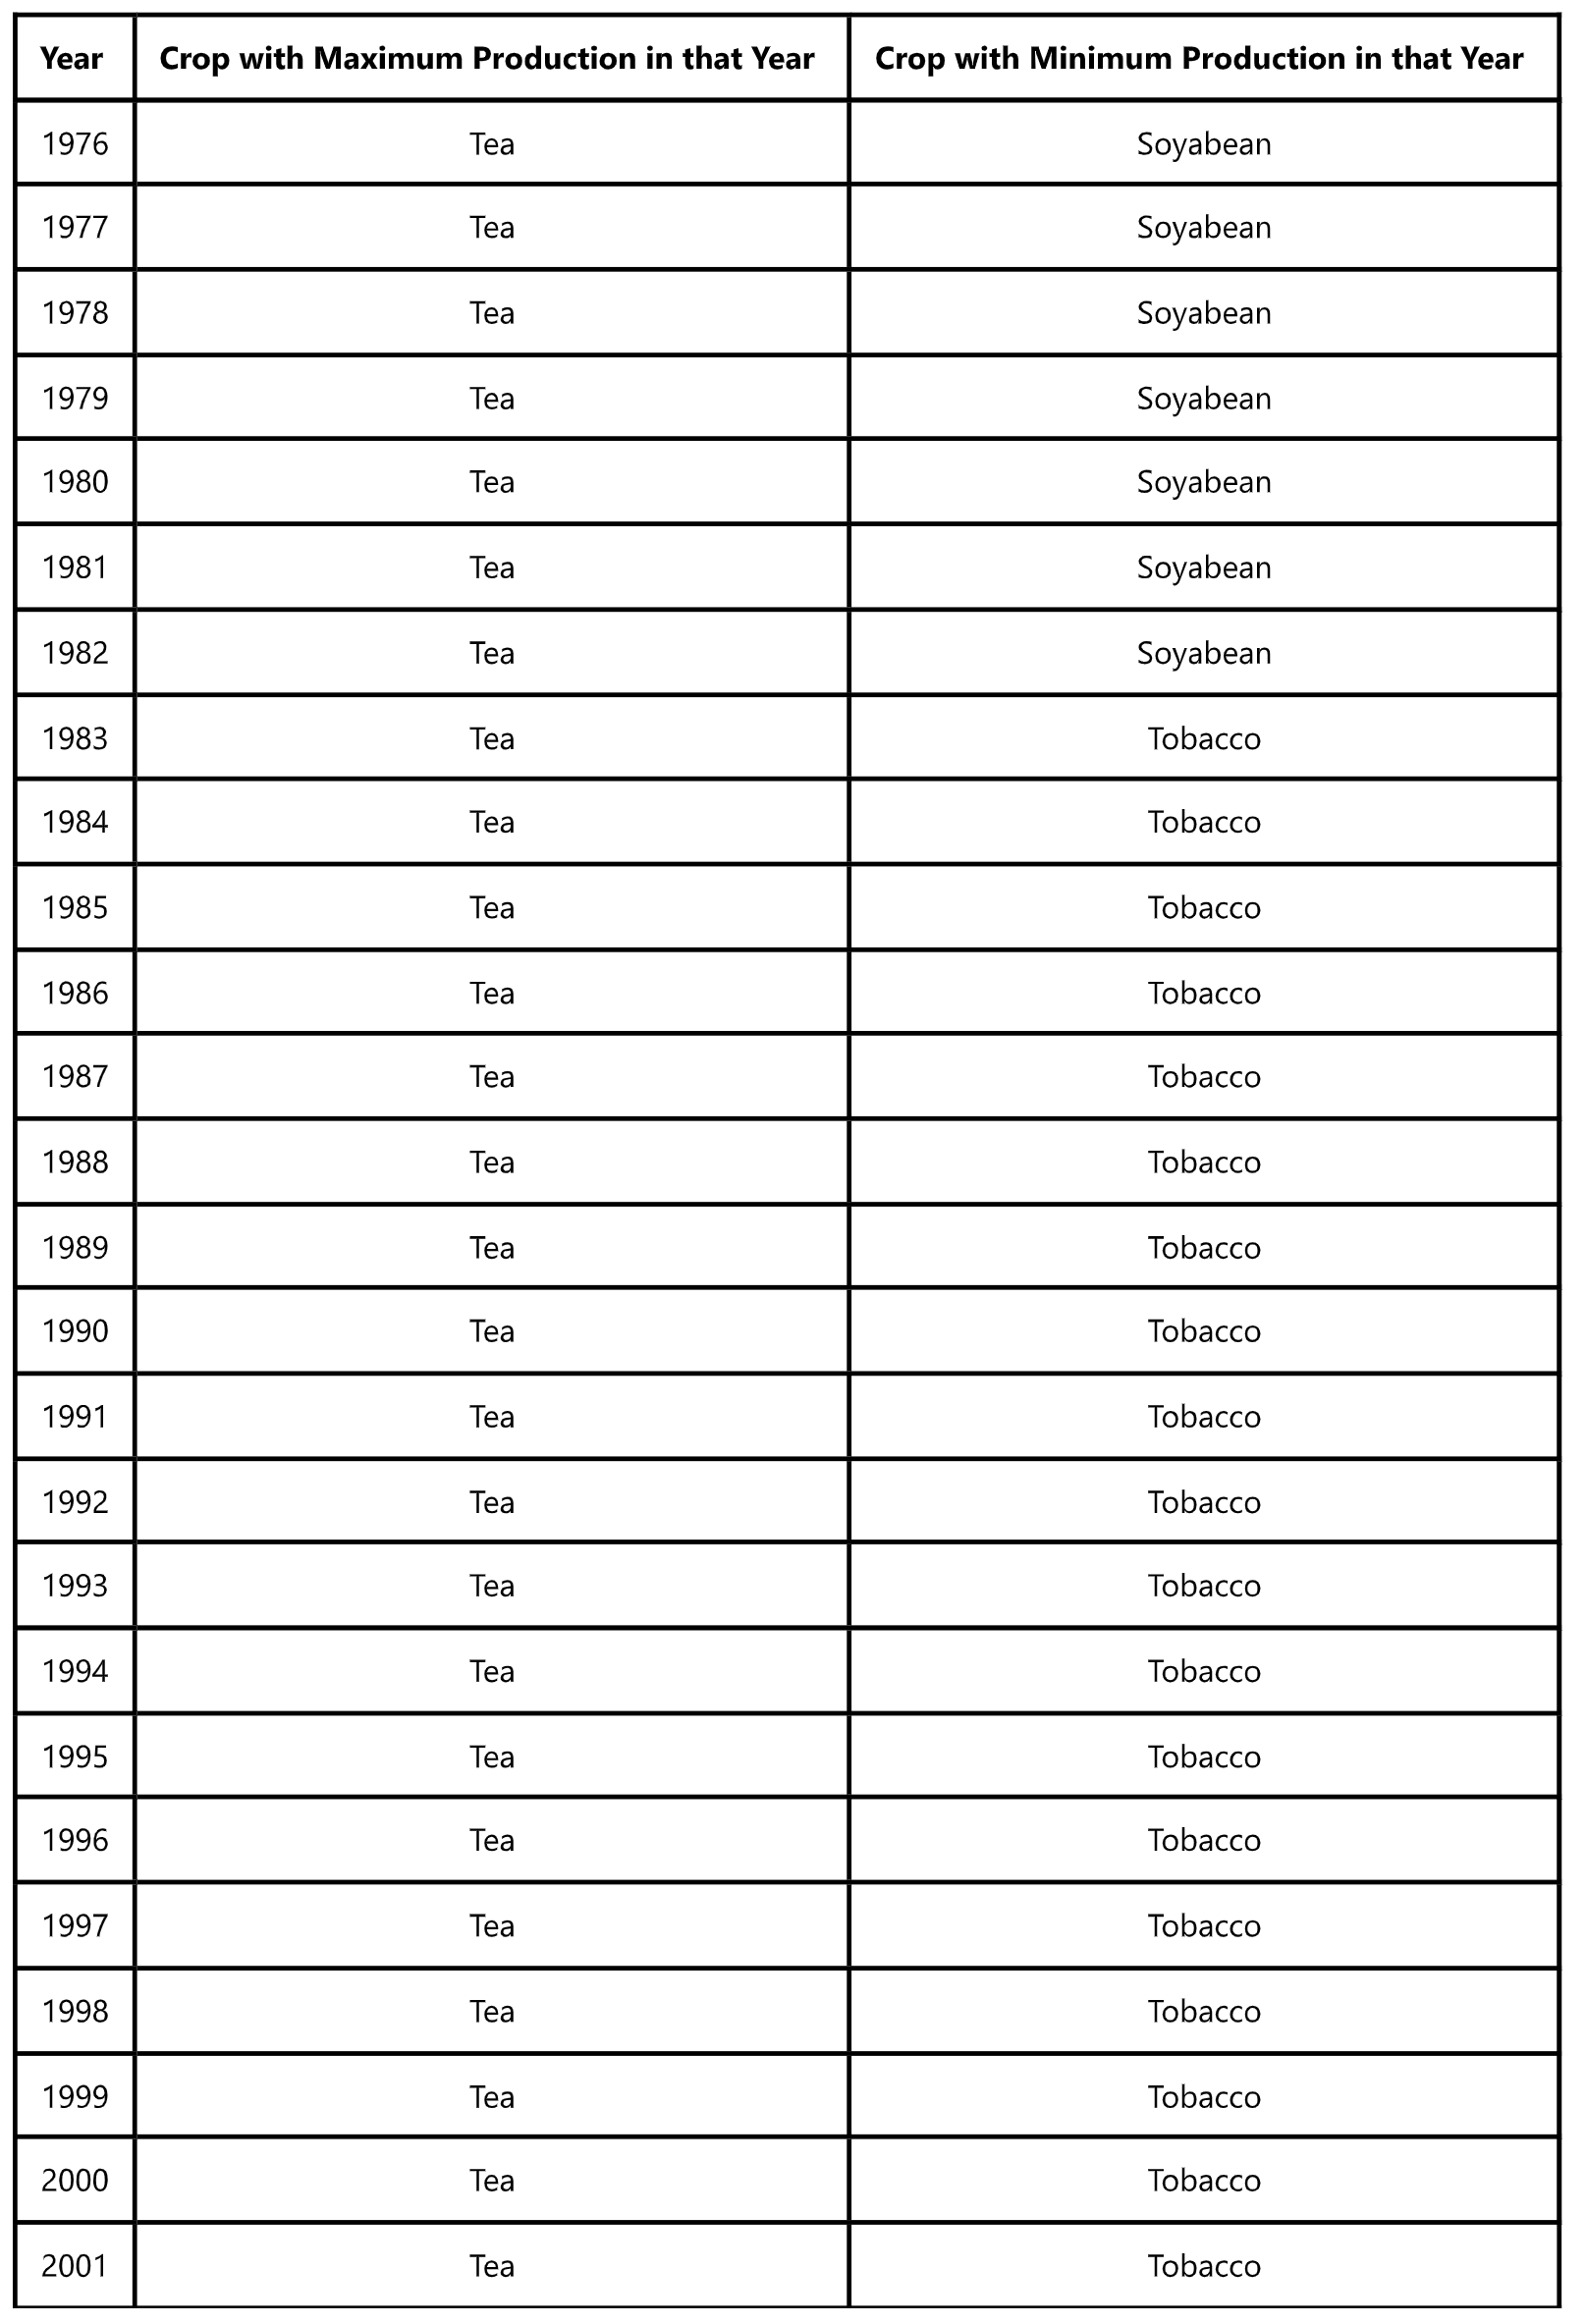 Year Crop with Maximum Production in that Year Crop with Minimum Production in that Year
1976 Tea Soyabean
1977 Tea Soyabean
1978 Tea Soyabean
1979 Tea Soyabean
1980 Tea Soyabean
1981 Tea Soyabean
1982 Tea Soyabean
1983 Tea Tobacco
1984 Tea Tobacco
1985 Tea Tobacco
1986 Tea Tobacco
1987 Tea Tobacco
1988 Tea Tobacco
1989 Tea Tobacco
1990 Tea Tobacco
1991 Tea Tobacco
1992 Tea Tobacco
1993 Tea Tobacco
1994 Tea Tobacco
1995 Tea Tobacco
1996 Tea Tobacco
1997 Tea Tobacco
1998 Tea Tobacco
1999 Tea Tobacco
2000 Tea Tobacco
2001 Tea Tobacco